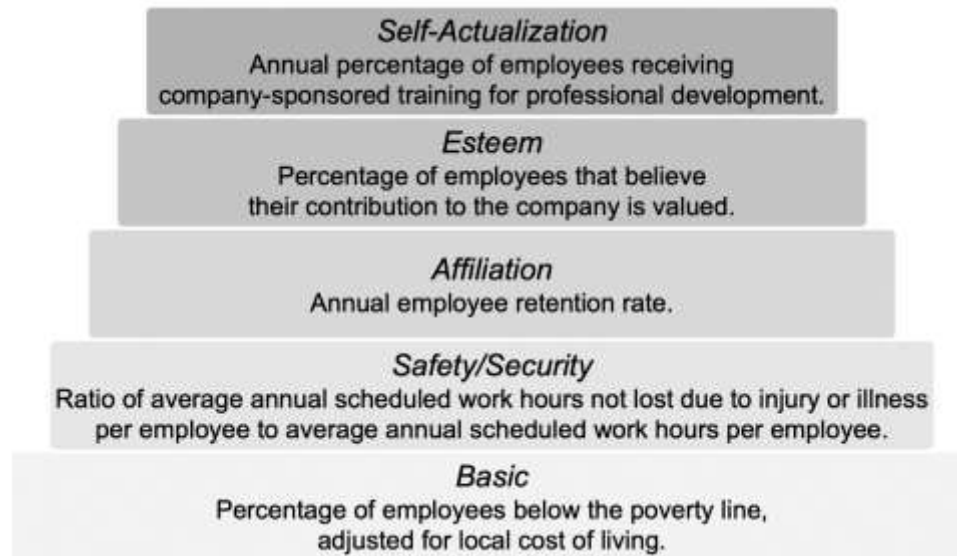 Self-Actualization
Annual percentage of employees receiving
company-sponsored training for professional development.
Esteem
Percentage of employees that believe
their contribution to the company is valued.
Affiliation
Annual employee retention rate.
Safety/Security
Ratio of average annual scheduled work hours not lost due to injury or illness
per employee to average annual scheduled work hours per employee.
Basic
Percentage of employees below the poverty line,
adjusted for local cost of living.